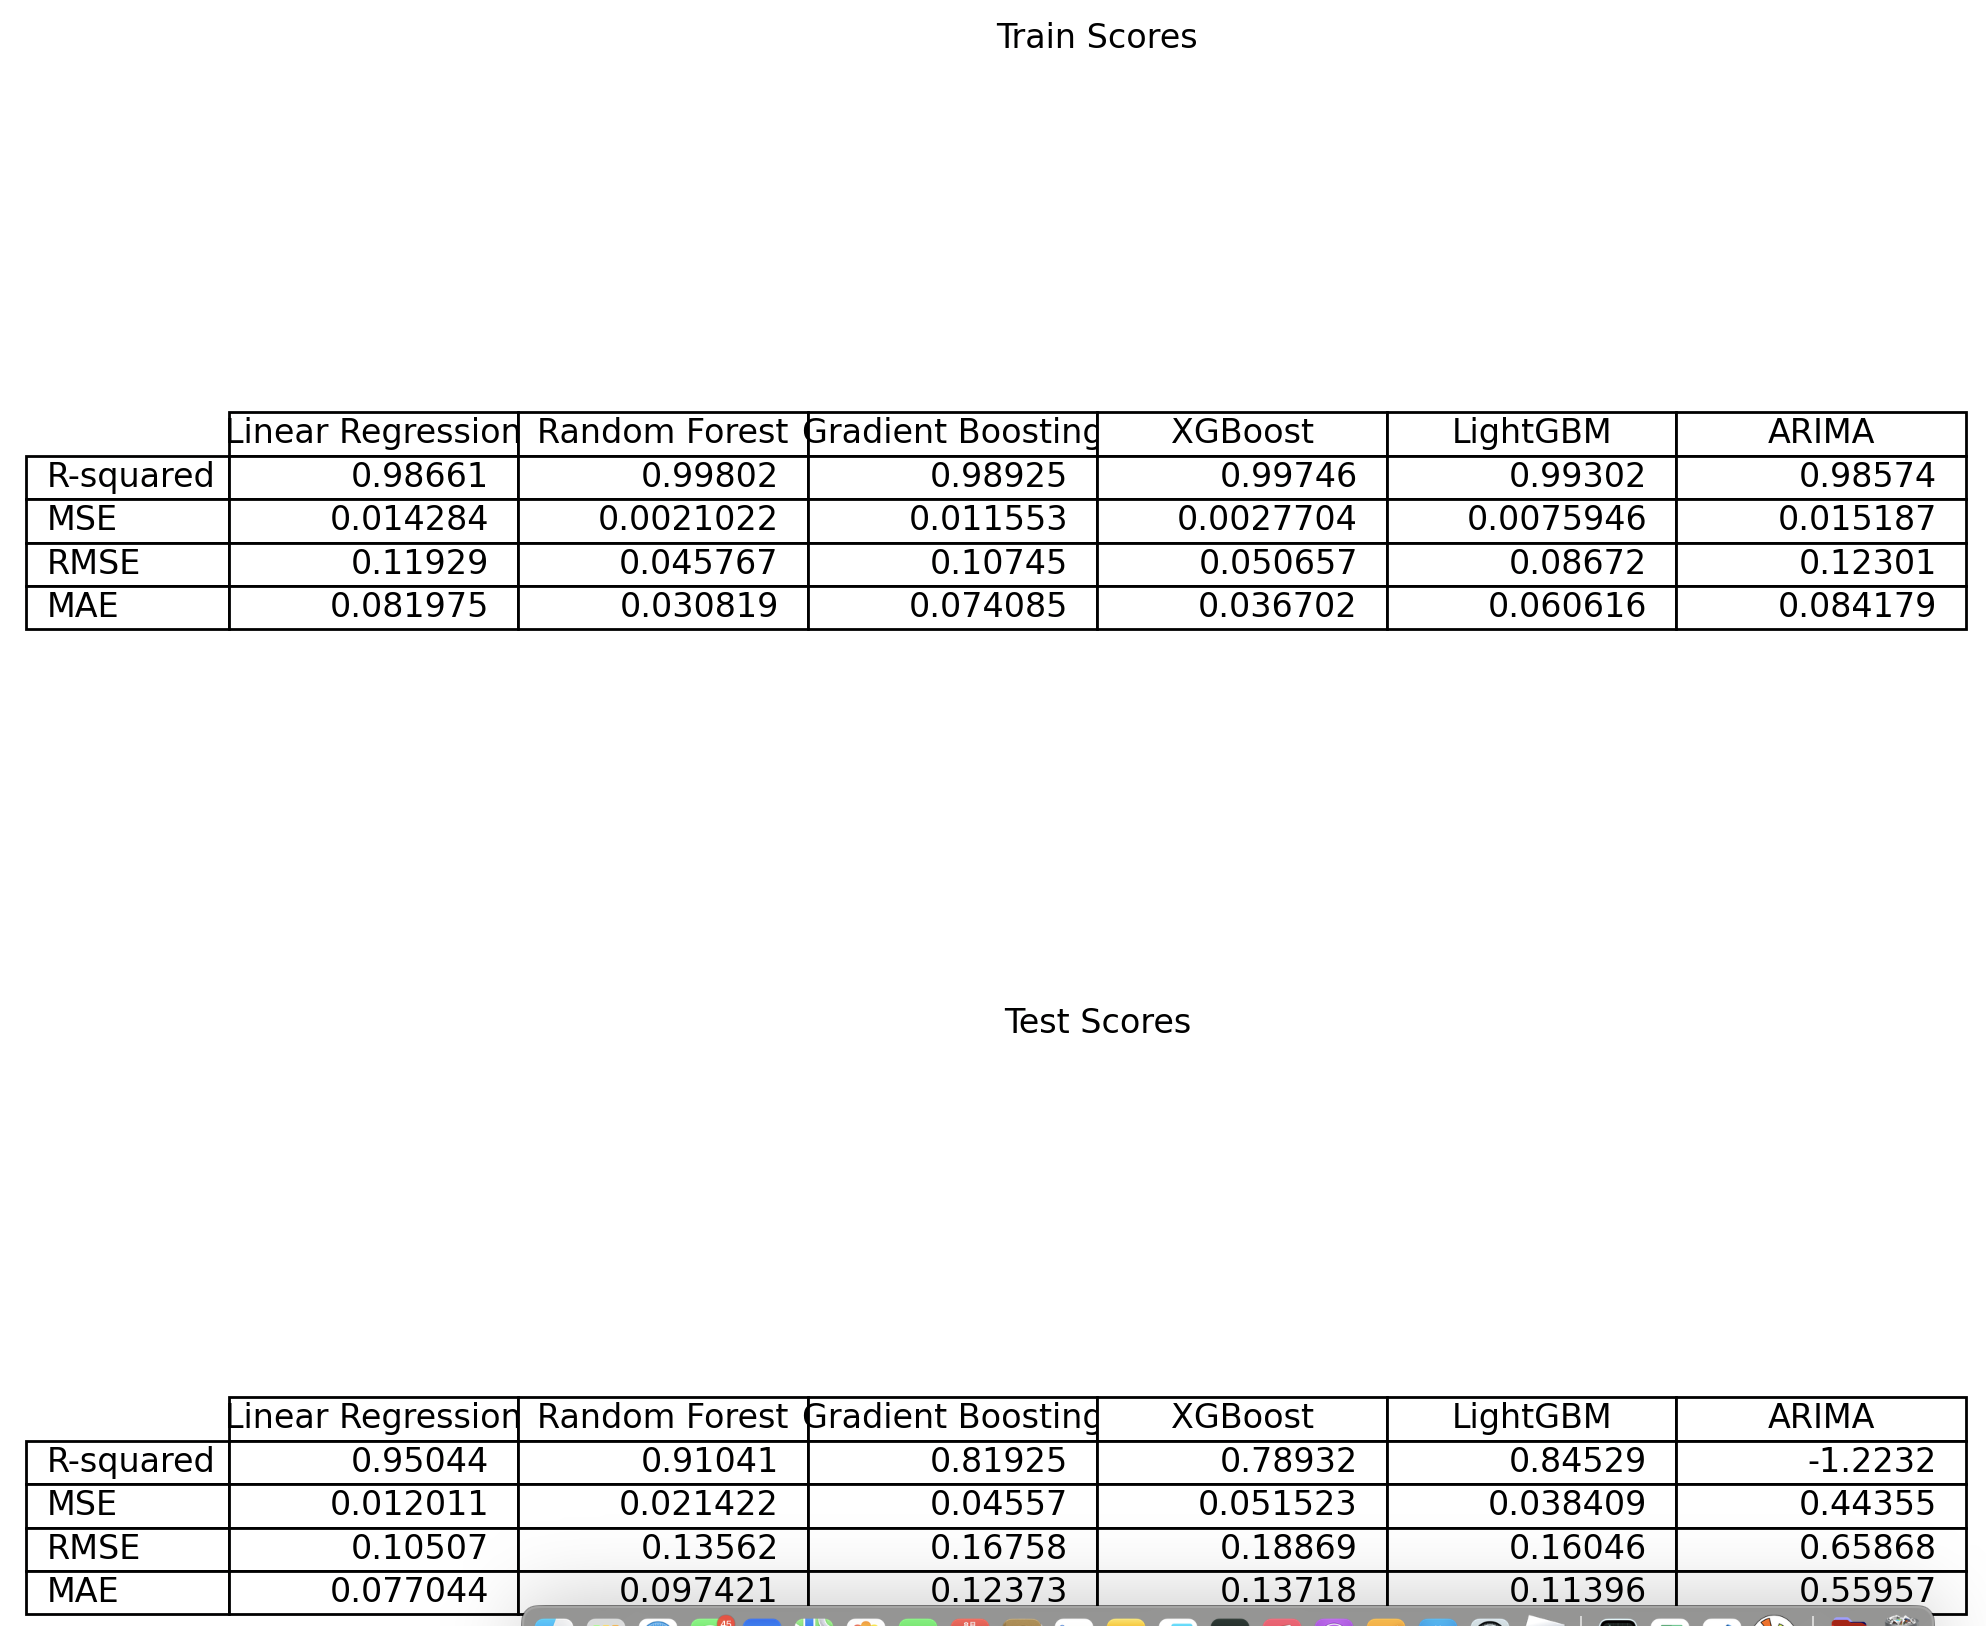 Train Scores
Linear Regression Random Forest Gradient Boosting XGBoost LightGBM ARIMA
R-squared 0.98661 0.99802 0.98925 0.99746 0.99302 0.98574
MSE 0.014284 0.0021022 0.011553 0.0027704 0.0075946 0.015187
RMSE 0.11929 0.045767 0.10745 0.050657 0.08672 0.12301
MAE 0.081975 0.030819 0.074085 0.036702 0.060616 0.084179
Test Scores
Linear Regression Random Forest Gradient Boosting XGBoost LightGBM ARIMA
R-squared 0.95044 0.91041 0.81925 0.78932 0.84529 -1.2232
MSE 0.012011 0.021422 0.04557 0.051523 0.038409 0.44355
RMSE 0.10507 0.13562 0.16758 0.18869 0.16046 0.65868
MAE 0.077044 0.097421 0.12373 0.13718 0.11396 0.55957